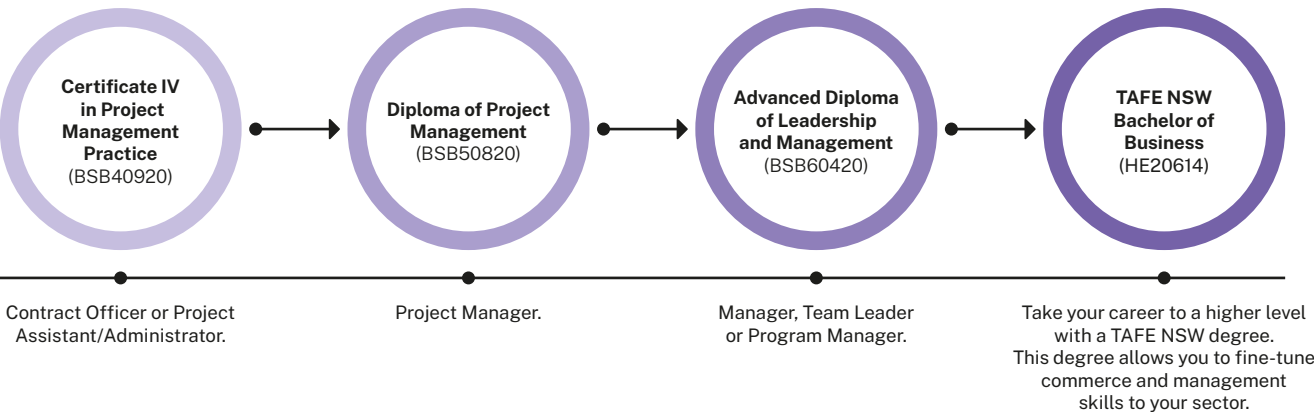 Certificate IV
in Project
Management
Practice
(BSB40920)
Diploma of Project
Management
(BSB50820)
Advanced Diploma
of Leadership
and Management
(BSB60420)
TAFE NSW
Bachelor of
Business
(HE20614)
Contract Officer or Project
Assistant/Administrator.
Project Manager.
Manager, Team Leader
or Program Manager.
Take your career to a higher level
with a TAFE NSW degree.
This degree allows you to fine-tune
commerce and management
skills to your sector.